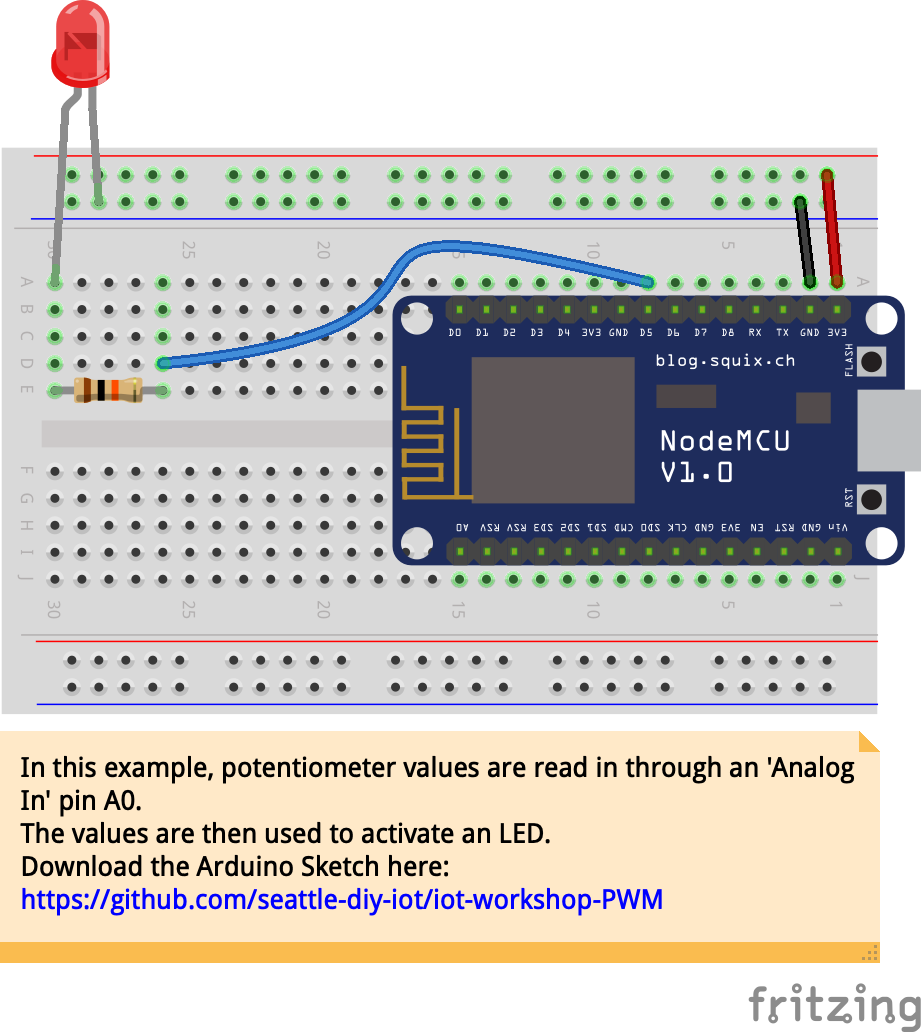 30 25 20 15 10 5 1
A A
B
C
D
E
D0 D1 D2 D3 D4 3V3 GND D5 D6 D7 D8 RX TX GND 3V3
blog.squix.ch
FLASH
NodeMCU
V1.0
RST
A0 RSV RSV SD3 SD2 SD1 CMD SD0 CLK GND 3V3 EN RST GND Vin
F
G
H
I
J J
30 25 20 15 10 5 1
In this example, potentiometer values are read in through an 'Analog
In' pin A0.
The values are then used to activate an LED.
Download the Arduino Sketch here:
https://github.com/seattle-diy-iot/iot-workshop-PWM
fritzing